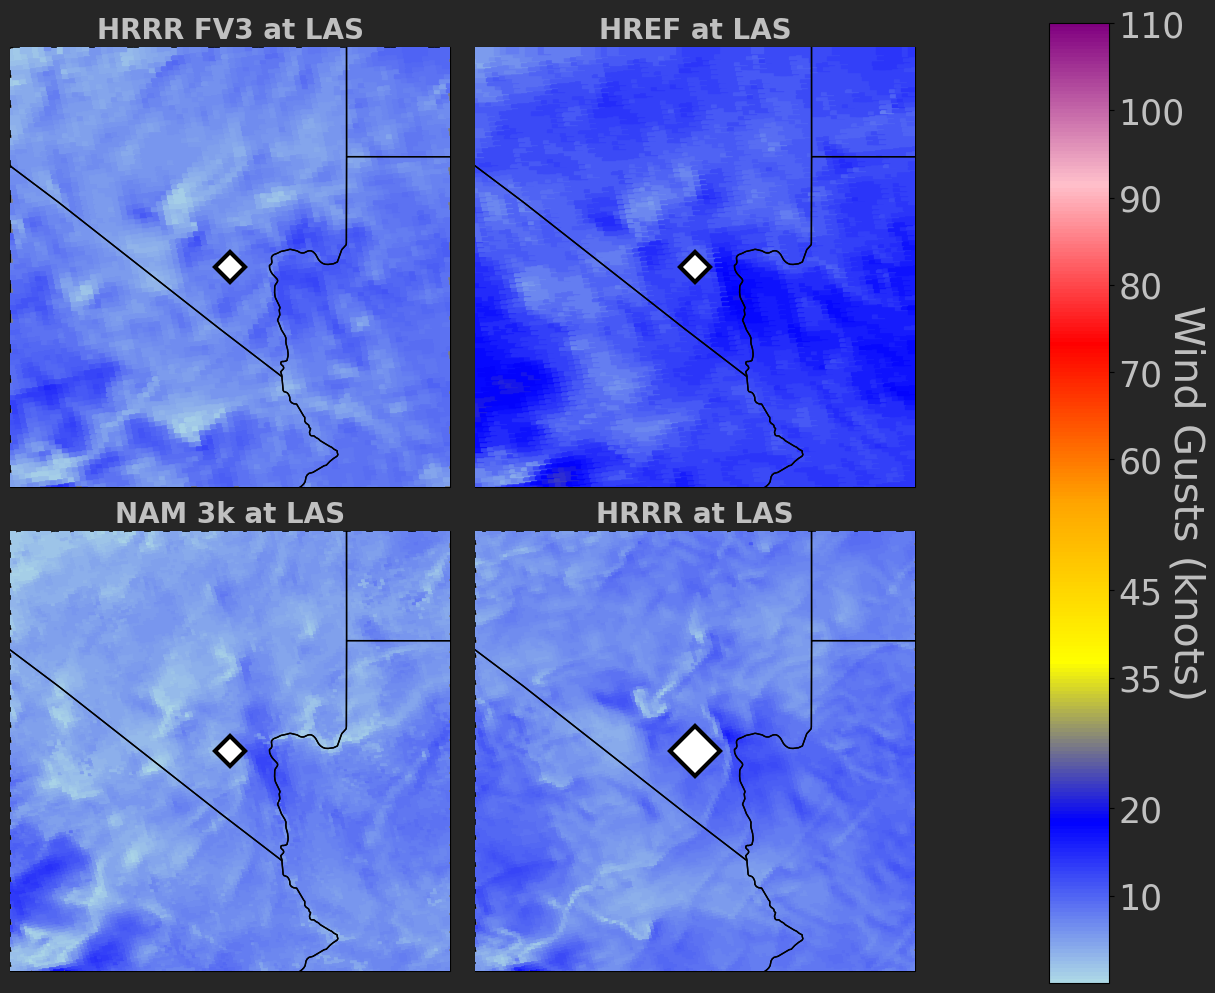 HRRR FV3 at LAS
HREF at LAS
NAM 3k at LAS
HRRR at LAS
110
100
90
80
70
60
45
35
20
10
Wind Gusts (knots)